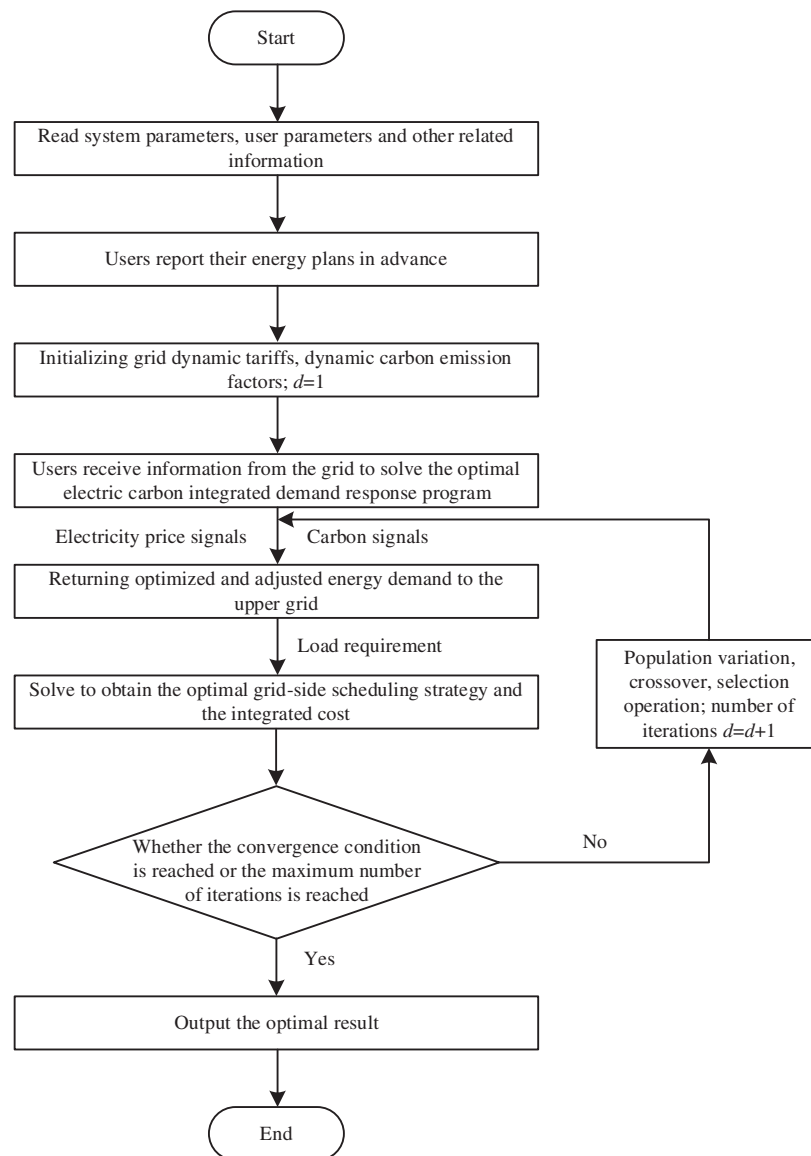 Start
Read system parameters, user parameters and other related
information
Users report their energy plans in advance
Initializing grid dynamic tariffs, dynamic carbon emission
factors; d=1
Users receive information from the grid to solve the optimal
electric carbon integrated demand response program
Electricity price signals
Carbon signals
Returning optimized and adjusted energy demand to the
upper grid
Load requirement
Solve to obtain the optimal grid-side scheduling strategy and
the integrated cost
Population variation,
crossover, selection
operation; number of
iterations d=d+1
Whether the convergence condition
is reached or the maximum number
of iterations is reached
No
Yes
Output the optimal result
End